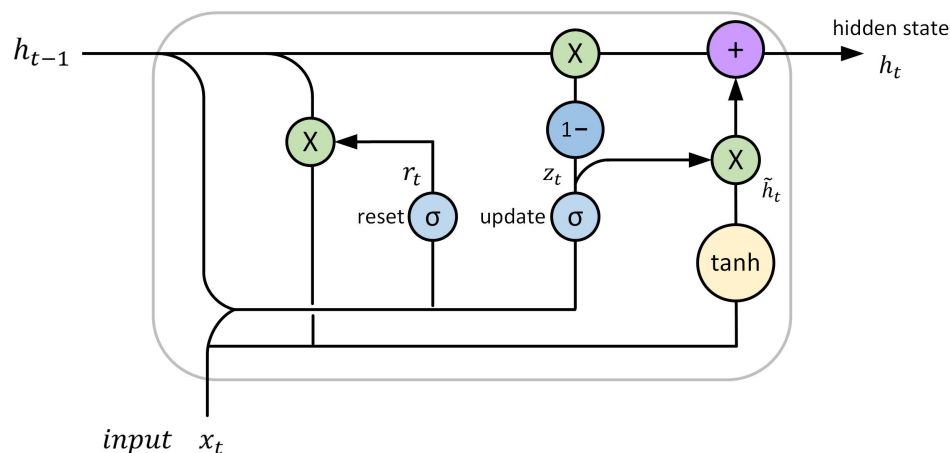 hidden state
h_{t-1}
X
+
h_t
1−
X
X
r_t
z_t
h̃_t
reset
σ
update
σ
tanh
input x_t